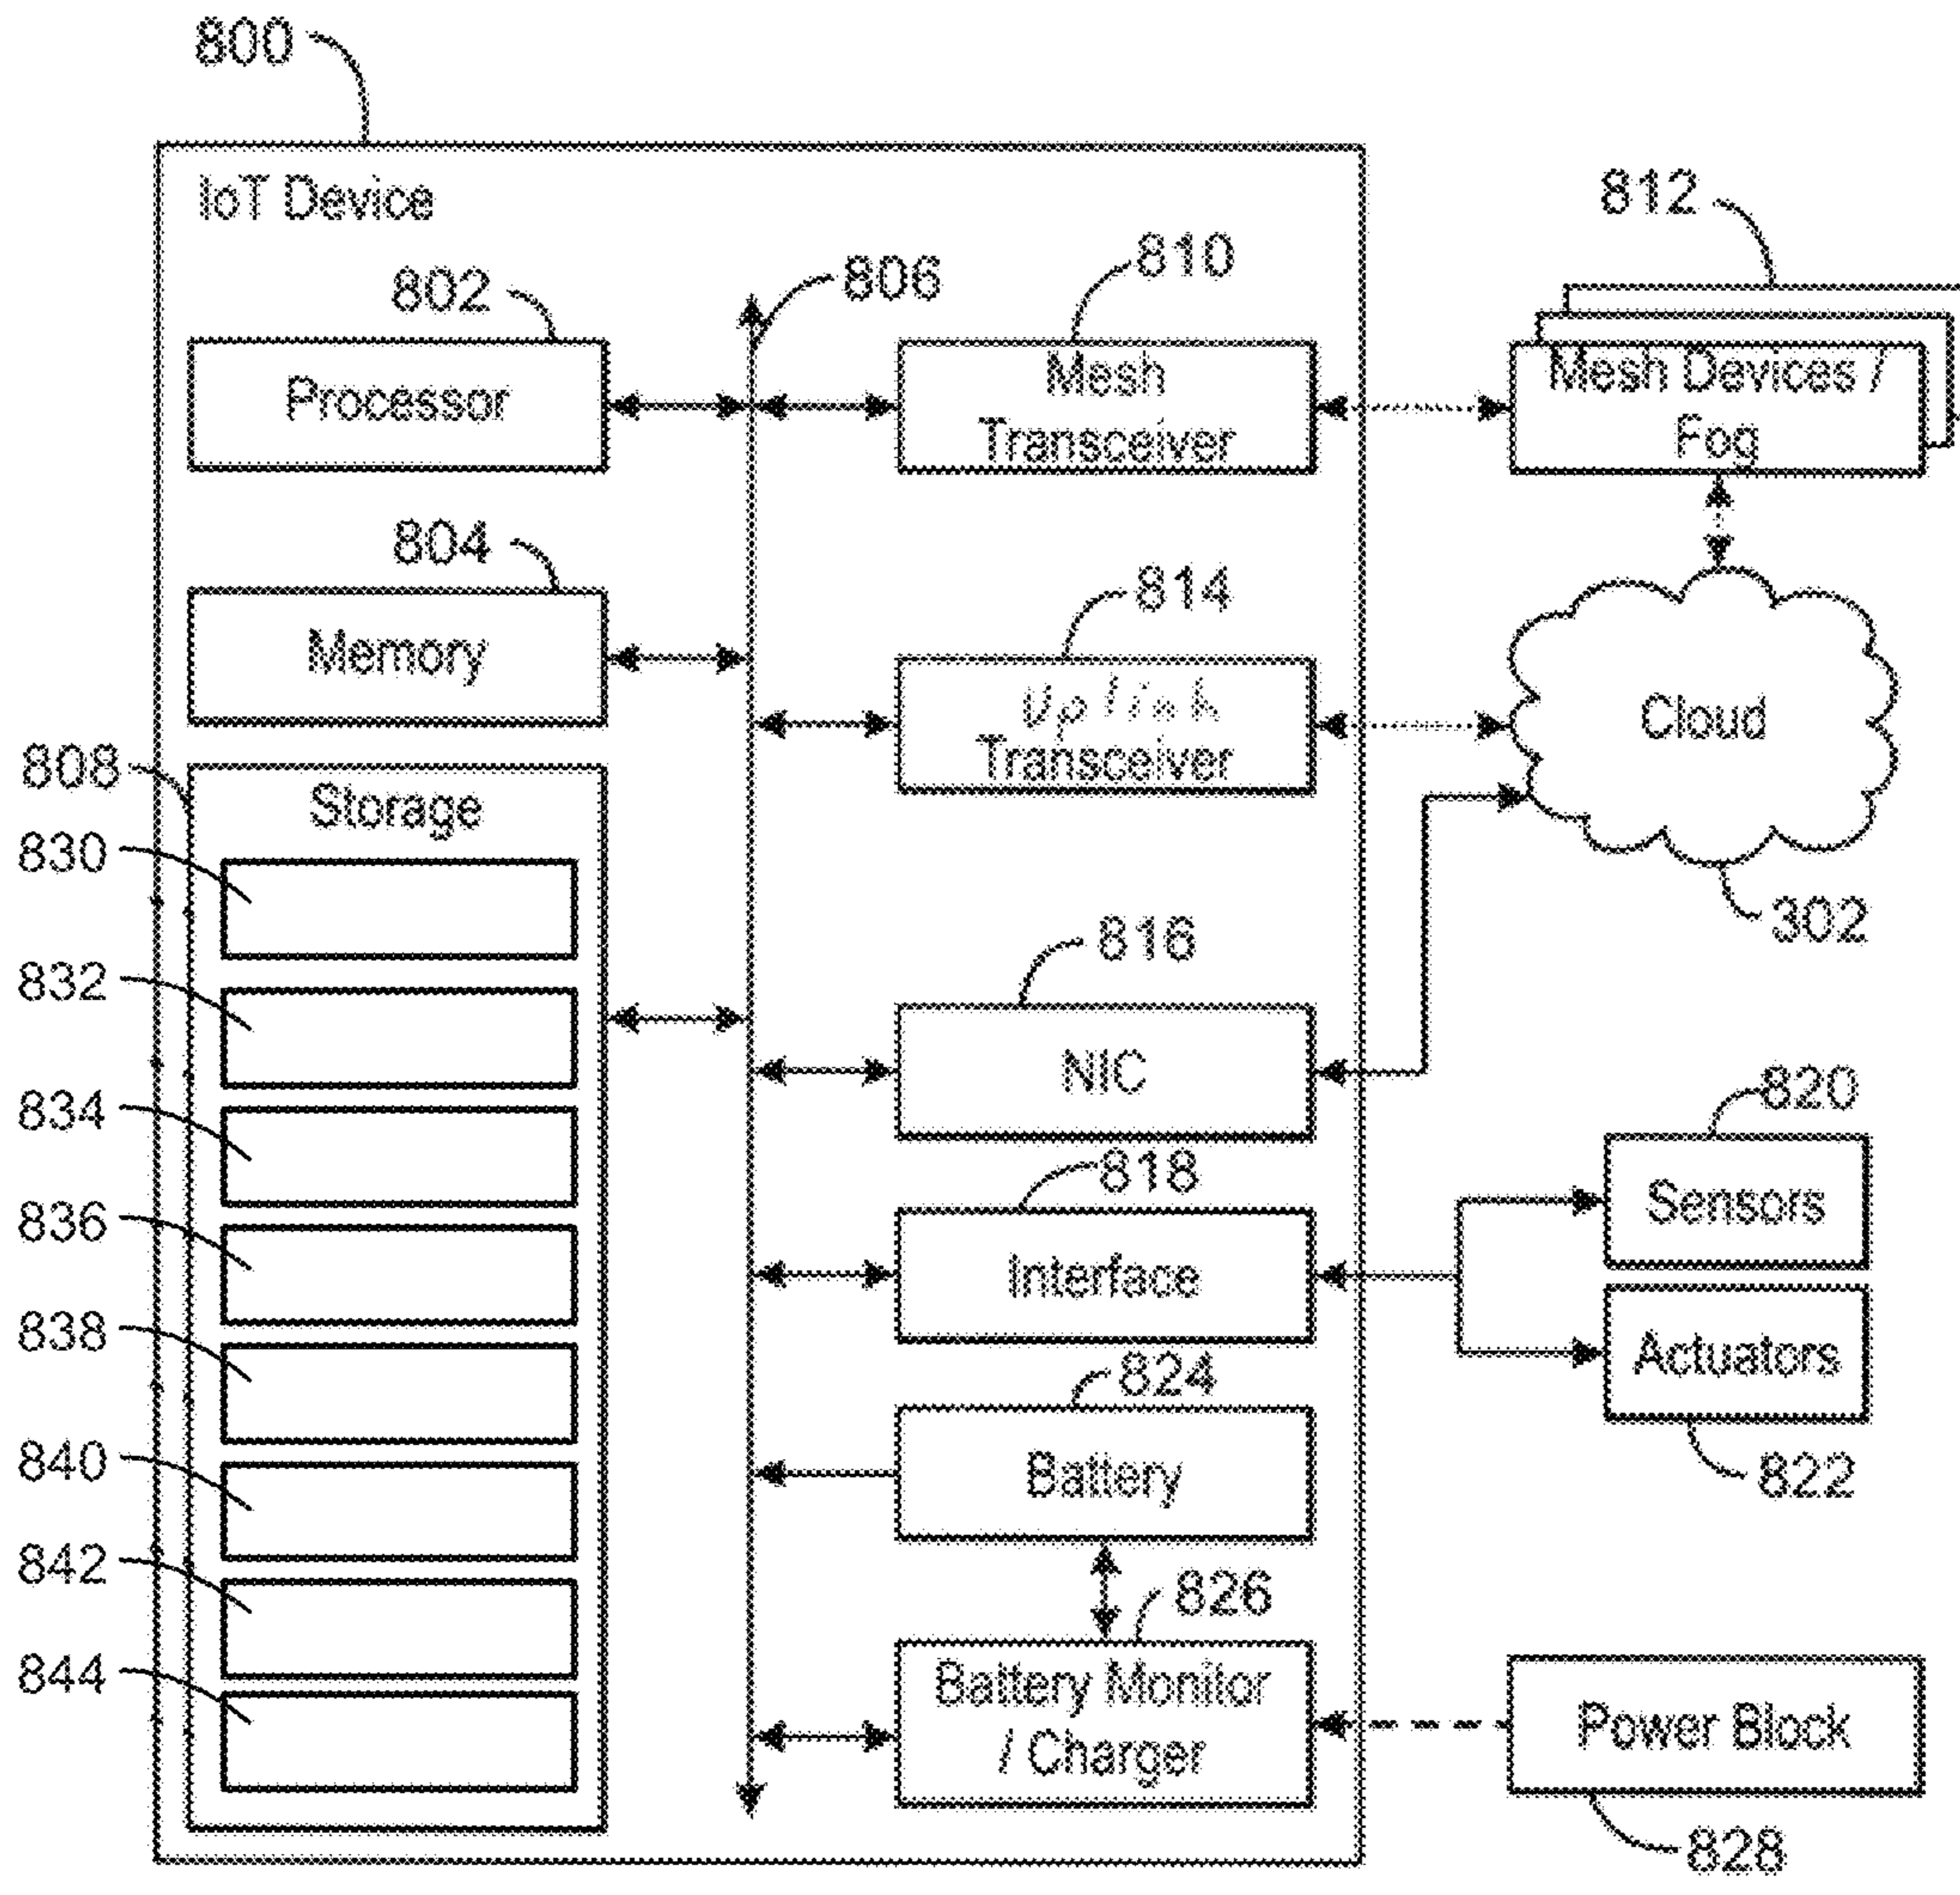 800
IoT Device
812
802
806
810
Processor
Mesh
Transceiver
Mesh Devices /
Fog
804
814
Memory
Uplink
Transceiver
Cloud
808
Storage
830
302
816
832
NIC
834
820
818
Sensors
836
Interface
838
Actuators
824
840
Battery
822
842
826
844
Battery Monitor
/ Charger
Power Block
828